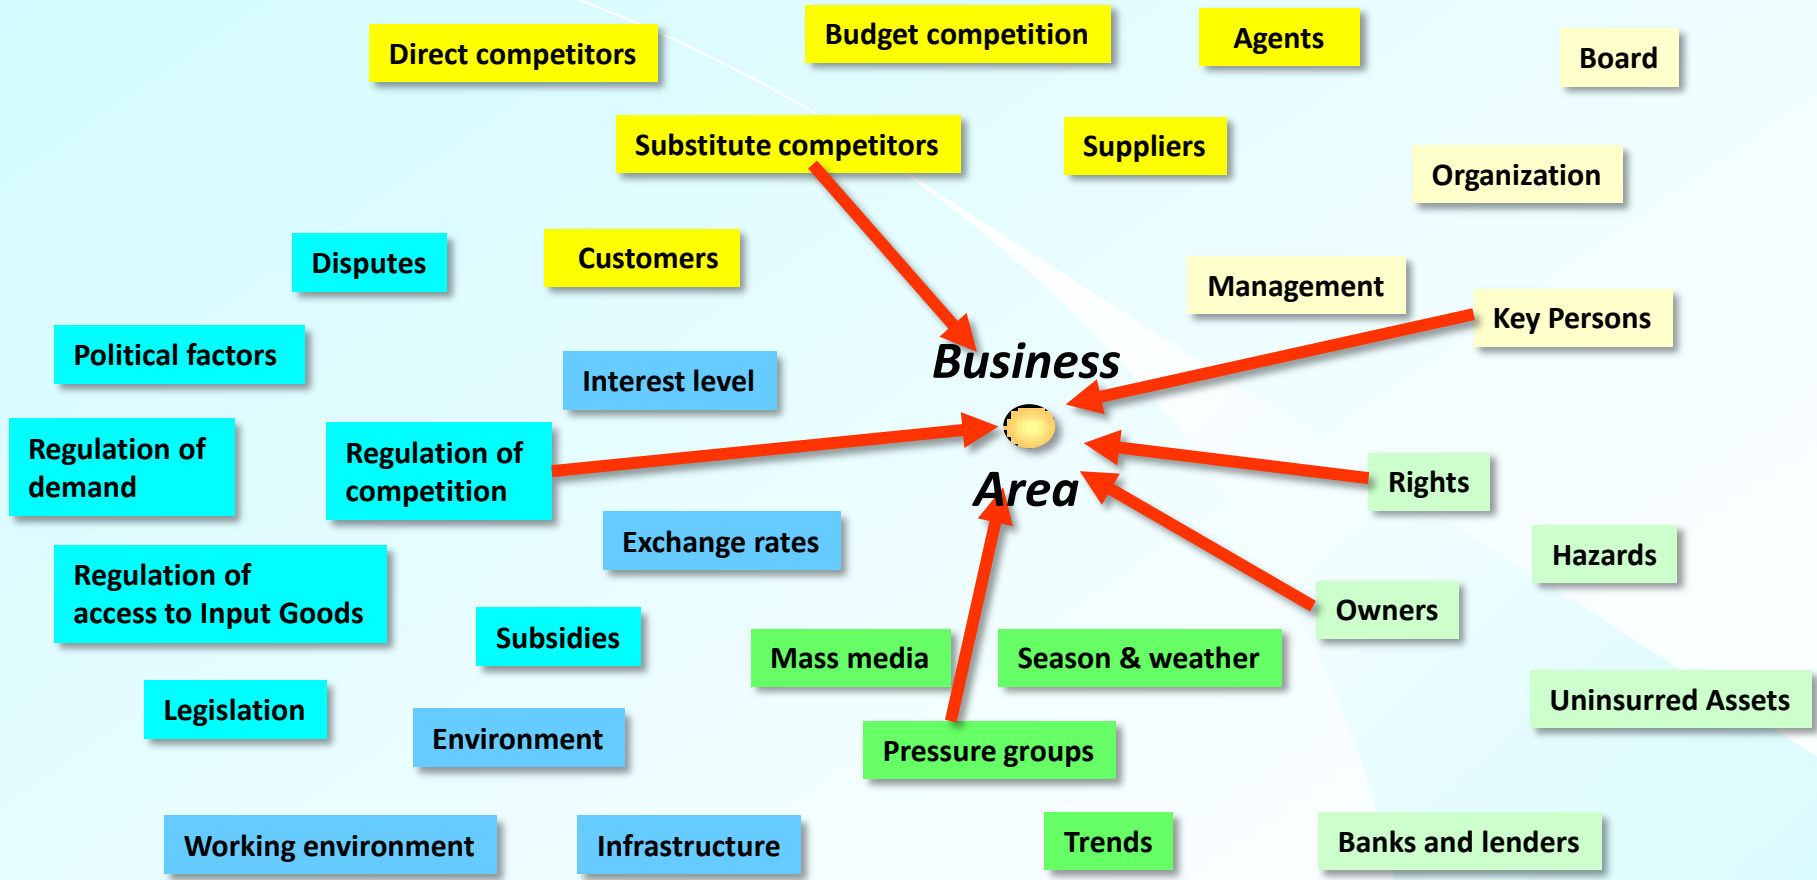 Direct competitors
Budget competition
Agents
Board
Substitute competitors
Suppliers
Organization
Disputes
Customers
Management
Key Persons
Political factors
Interest level
Business
Area
Regulation of
demand
Regulation of
competition
Rights
Exchange rates
Hazards
Regulation of
access to Input Goods
Owners
Subsidies
Mass media
Season & weather
Legislation
Environment
Pressure groups
Uninsurred Assets
Working environment
Infrastructure
Trends
Banks and lenders